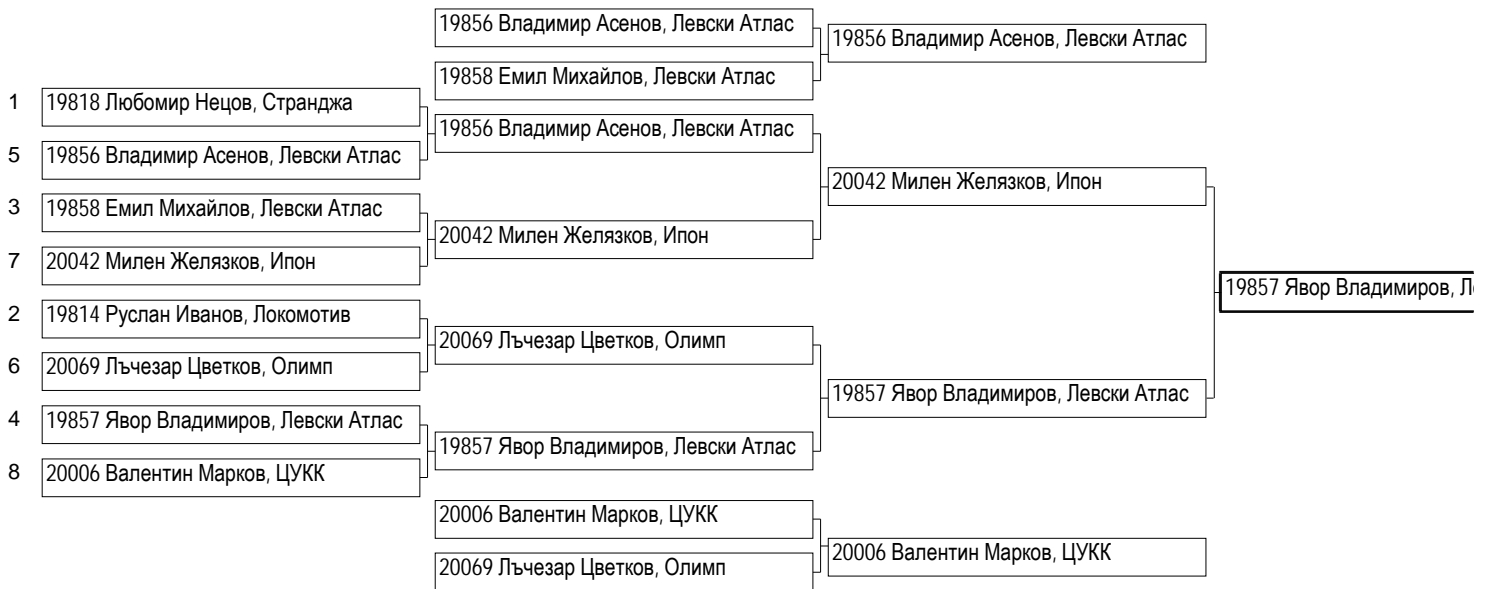 19856 Владимир Асенов, Левски Атлас
19856 Владимир Асенов, Левски Атлас
19858 Емил Михайлов, Левски Атлас
1 19818 Любомир Нецов, Странджа
19856 Владимир Асенов, Левски Атлас
5 19856 Владимир Асенов, Левски Атлас
20042 Милен Желязков, Ипон
3 19858 Емил Михайлов, Левски Атлас
20042 Милен Желязков, Ипон
7 20042 Милен Желязков, Ипон
19857 Явор Владимиров,
2 19814 Руслан Иванов, Локомотив
20069 Лъчезар Цветков, Олимп
6 20069 Лъчезар Цветков, Олимп
19857 Явор Владимиров, Левски Атлас
4 19857 Явор Владимиров, Левски Атлас
19857 Явор Владимиров, Левски Атлас
8 20006 Валентин Марков, ЦУКК
20006 Валентин Марков, ЦУКК
20006 Валентин Марков, ЦУКК
20069 Лъчезар Цветков, Олимп